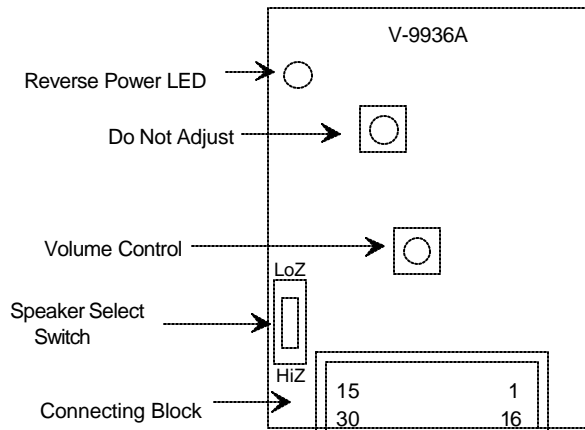 V-9936A
Reverse Power LED
Do Not Adjust
Volume Control
LoZ
Speaker Select
Switch
HiZ
Connecting Block
15 1
30 16